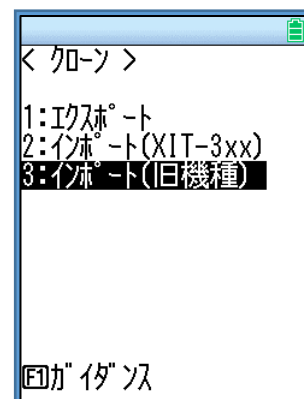 < ｸﾛｰﾝ >
1:ｴｸｽﾎﾟｰﾄ
2:ｲﾝﾎﾟｰﾄ(XIT-3xx)
3:ｲﾝﾎﾟｰﾄ(旧機種)
F1ｶﾞｲﾀﾞﾝｽ